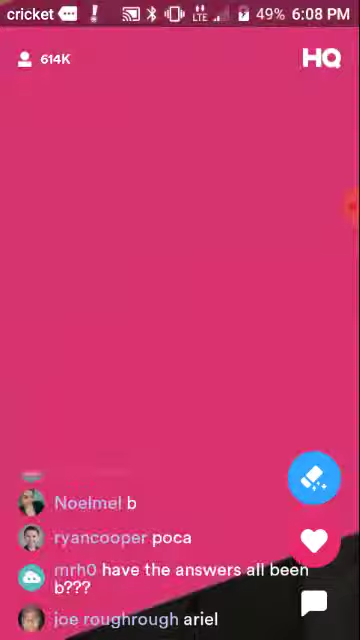 cricket LTE 49% 6:08 PM
614K HQ
Noelmel b
ryancooper poca
mrh0 have the answers all been
b???
joe roughrough ariel